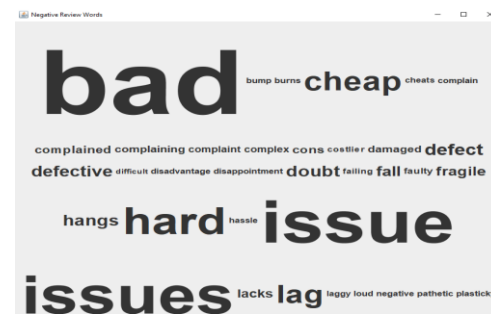 Negative Review Words
bad bump burns cheap cheats complain
complained complaining complaint complex cons costlier damaged defect
defective difficult disadvantage disappointment doubt failing fall faulty fragile
hangs hard hassle issue
issues lacks lag laggy loud negative pathetic plastick